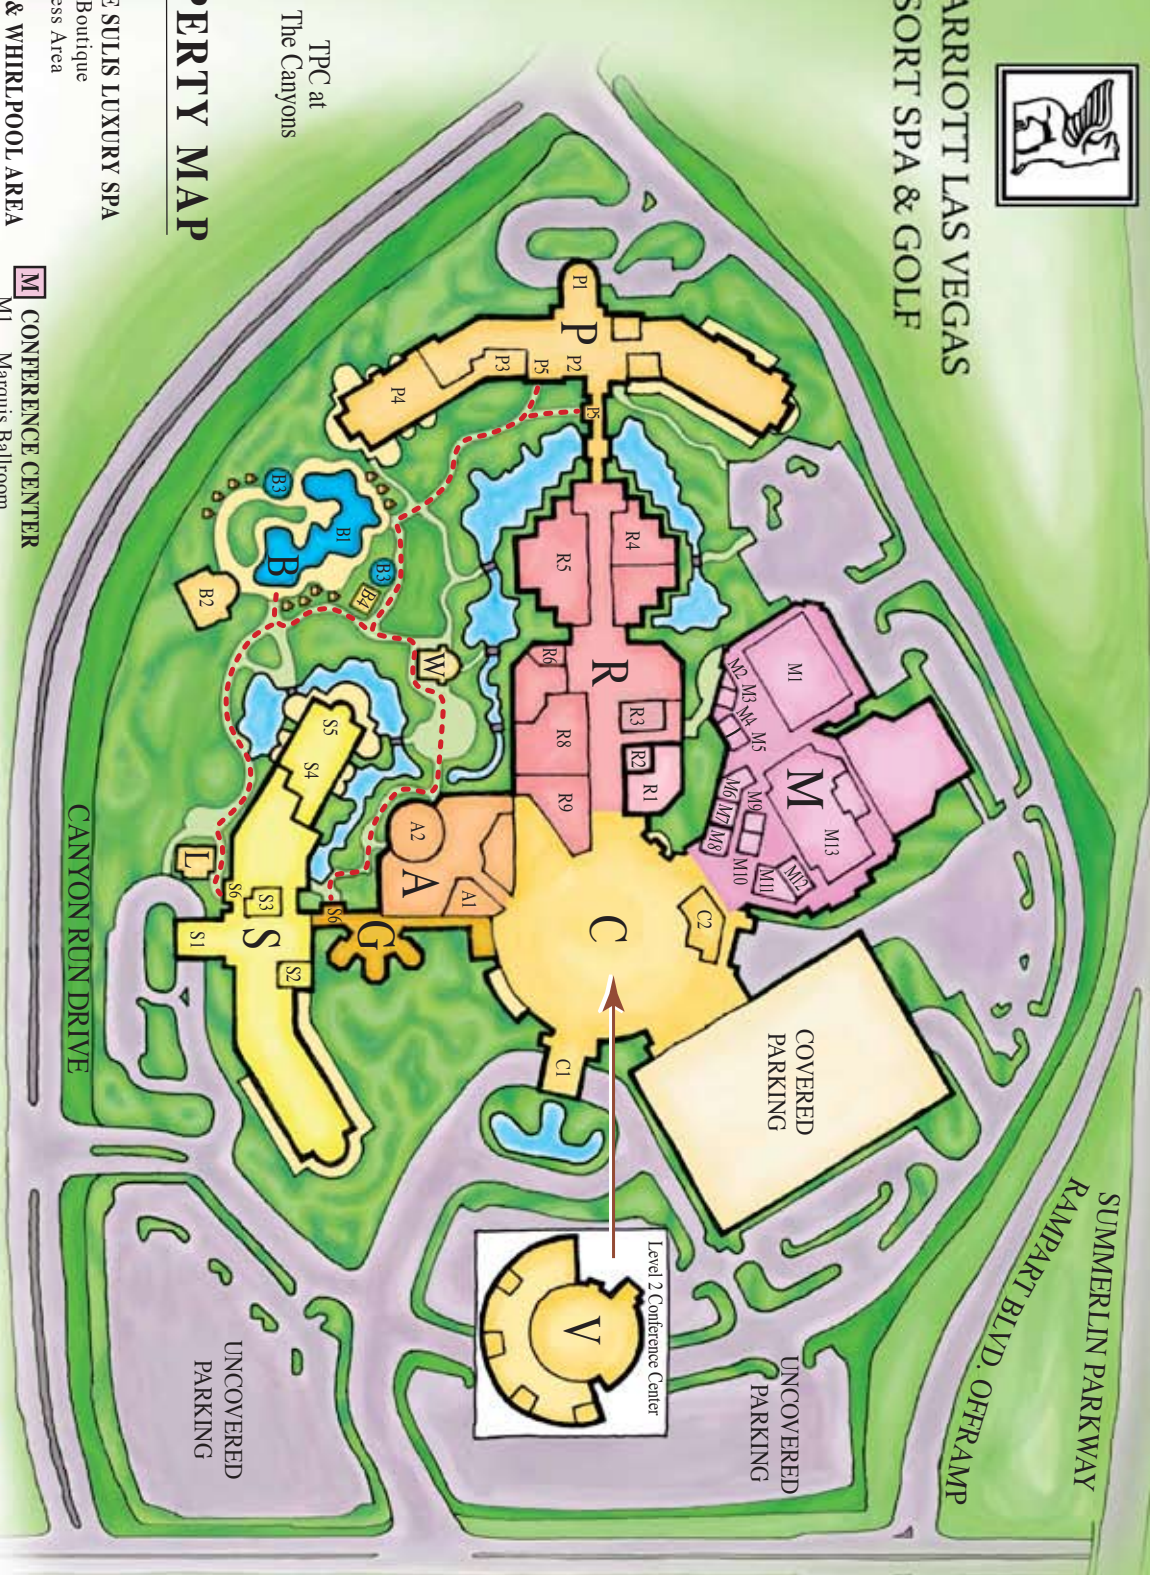 ARRIOTT LAS VEGAS
SORT SPA & GOLF
SUMMERLIN PARKWAY
RAMPART BLVD. OFFRAMP
TPC at
The Canyons
PERTY MAP
E SULIS LUXURY SPA
Boutique
ess Area
& WHIRLPOOL AREA
M CONFERENCE CENTER
M1 Marquis Ballroom
CANYON RUN DRIVE
COVERED
PARKING
UNCOVERED
PARKING
UNCOVERED
PARKING
Level 2 Conference Center
V
P
P1
P2
P3
P4
P5
P5
R
R1
R2
R3
R4
R5
R6
R8
R9
M
M1
M2
M3
M4
M5
M6
M7
M8
M9
M10
M11
M12
M13
C
C1
C2
A
A1
A2
G
B
B1
B2
B3
B3
B4
W
L
S
S1
S2
S3
S4
S5
S6
S6